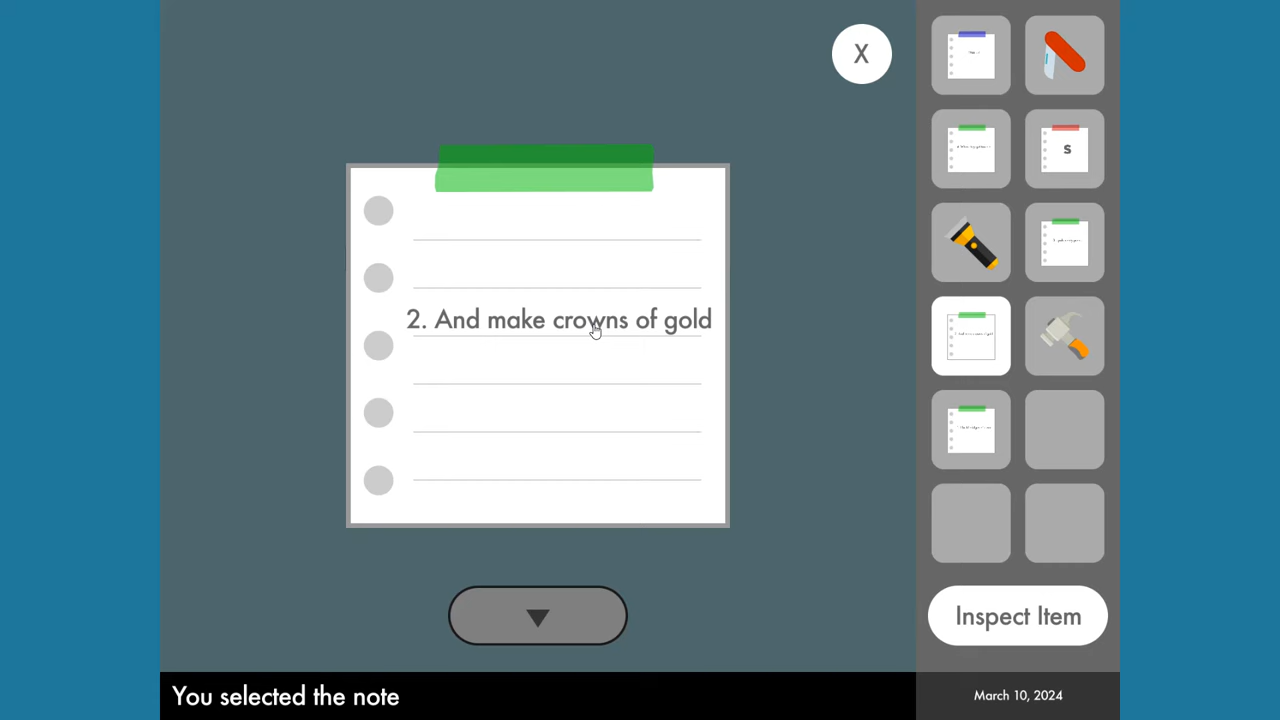 X
2. And make crowns of gold
S
Inspect Item
You selected the note
March 10, 2024